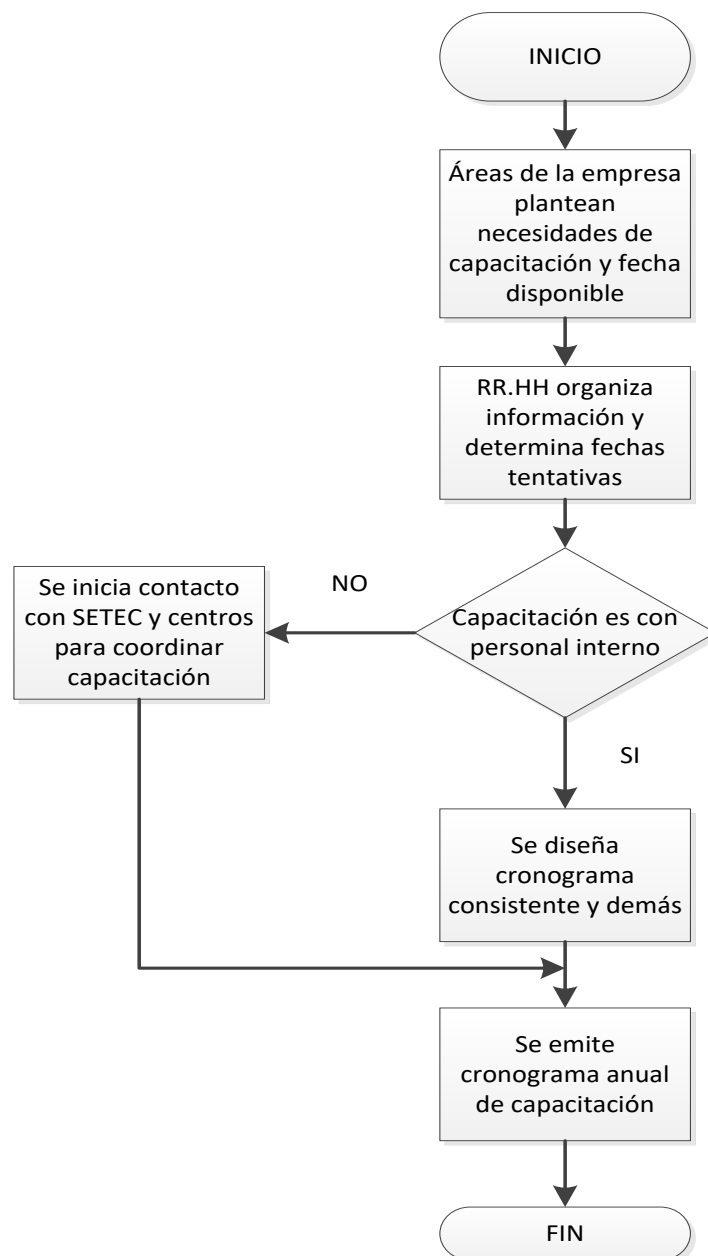 INICIO
Áreas de la empresa
plantean
necesidades de
capacitación y fecha
disponible
RR.HH organiza
información y
determina fechas
tentativas
Capacitación es con
personal interno
NO
Se inicia contacto
con SETEC y centros
para coordinar
capacitación
SI
Se diseña
cronograma
consistente y demás
Se emite
cronograma anual
de capacitación
FIN